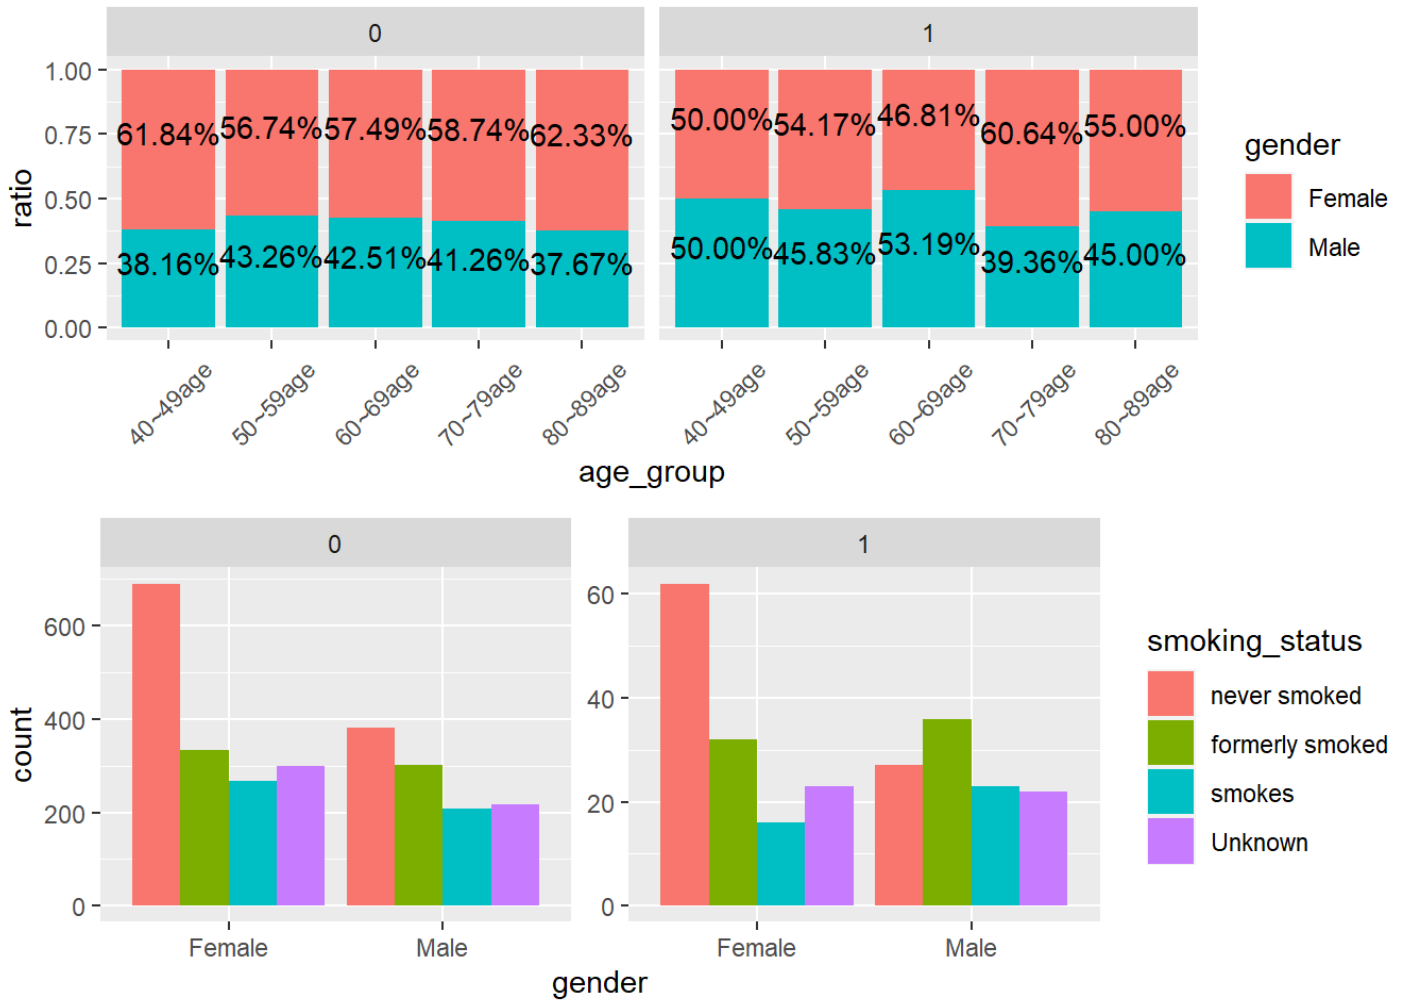 0 1
1.00
0.75
0.50
0.25
0.00
ratio
61.84% 56.74% 57.49% 58.74% 62.33%
38.16% 43.26% 42.51% 41.26% 37.67%
50.00% 54.17% 46.81% 60.64% 55.00%
50.00% 45.83% 53.19% 39.36% 45.00%
40~49age 50~59age 60~69age 70~79age 80~89age
40~49age 50~59age 60~69age 70~79age 80~89age
age_group
gender
Female
Male
0 1
600
400
200
0
count
60
40
20
0
Female Male
Female Male
gender
smoking_status
never smoked
formerly smoked
smokes
Unknown